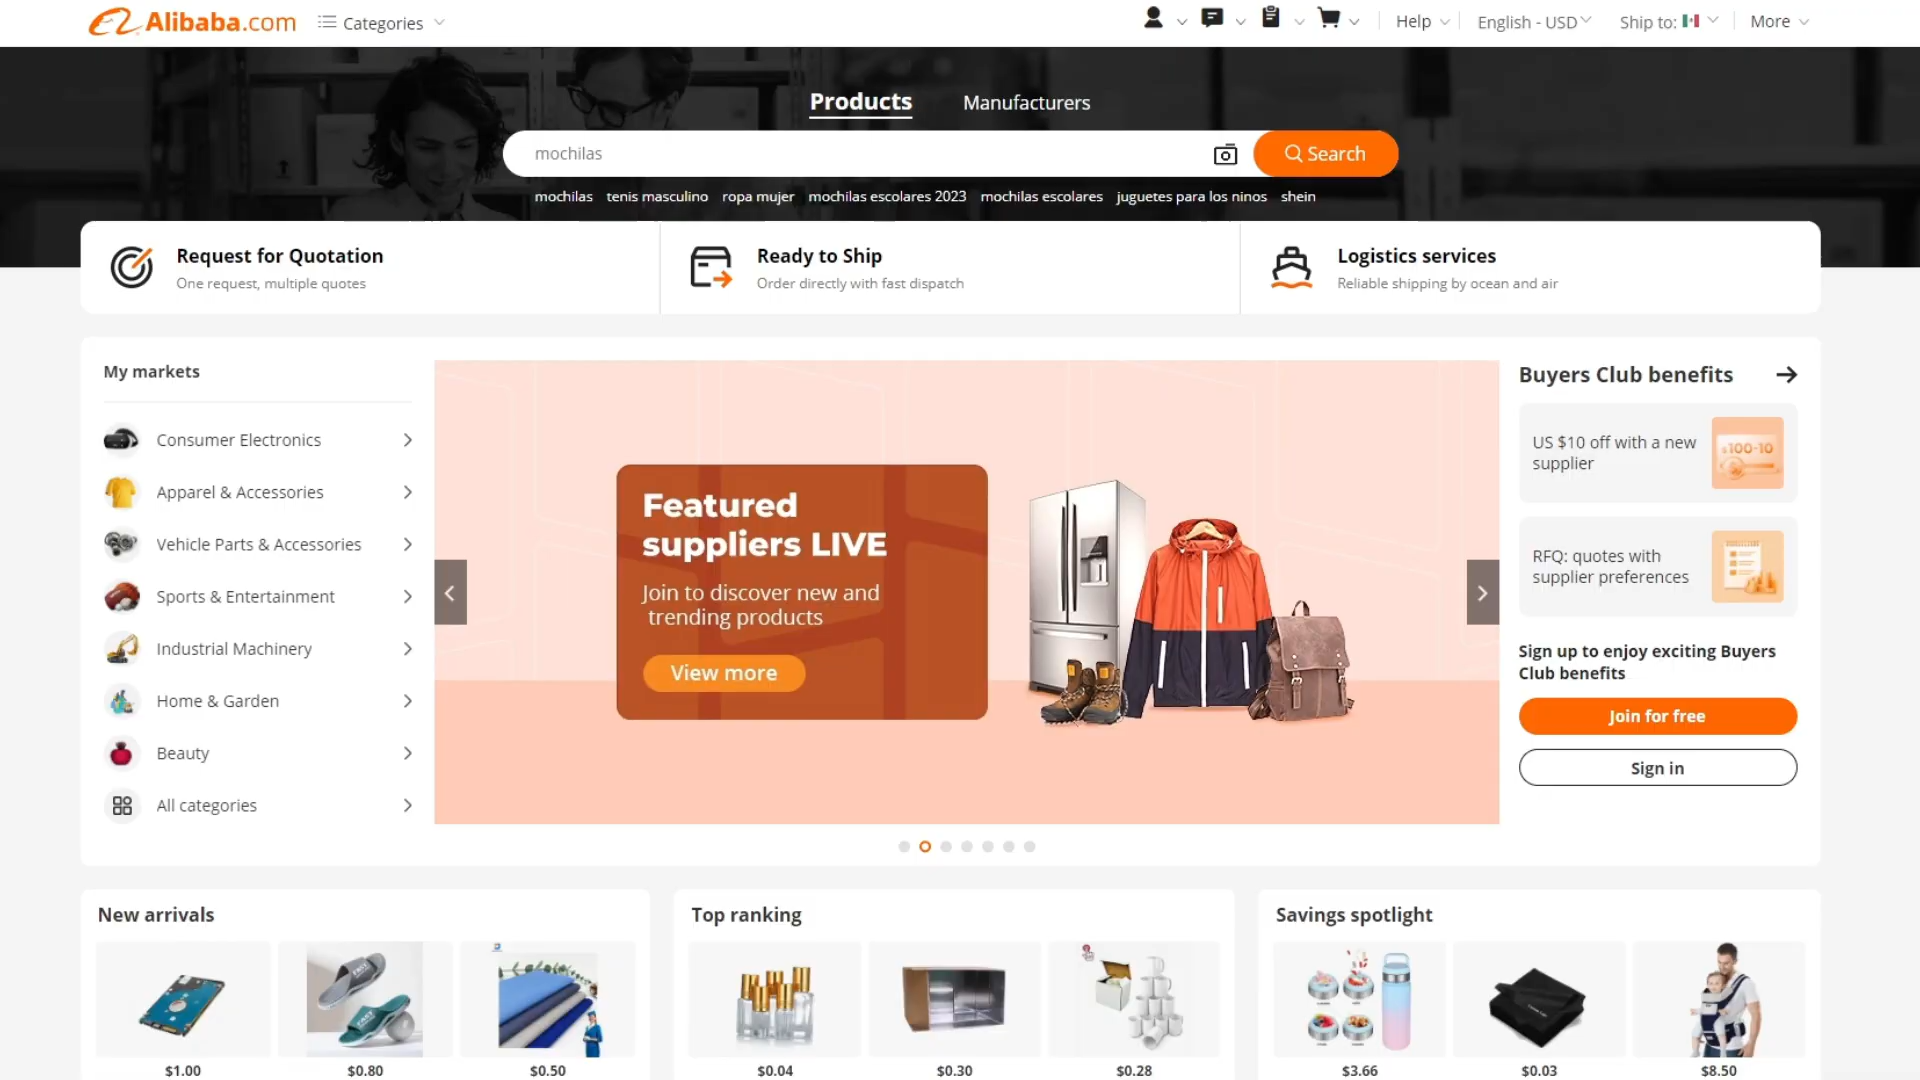 Alibaba.com
Categories
Help
English - USD
Ship to:
More
Products
Manufacturers
mochilas
Search
mochilas
tenis masculino
ropa mujer
mochilas escolares 2023
mochilas escolares
juguetes para los ninos
shein
Request for Quotation
One request, multiple quotes
Ready to Ship
Order directly with fast dispatch
Logistics services
Reliable shipping by ocean and air
My markets
Consumer Electronics
Apparel & Accessories
Vehicle Parts & Accessories
Sports & Entertainment
Industrial Machinery
Home & Garden
Beauty
All categories
Featured
suppliers LIVE
Join to discover new and
trending products
View more
Buyers Club benefits
US $10 off with a new
supplier
$100-10
RFQ: quotes with
supplier preferences
Sign up to enjoy exciting Buyers
Club benefits
Join for free
Sign in
New arrivals
$1.00
$0.80
$0.50
Top ranking
$0.04
$0.30
$0.28
Savings spotlight
$3.66
$0.03
$8.50